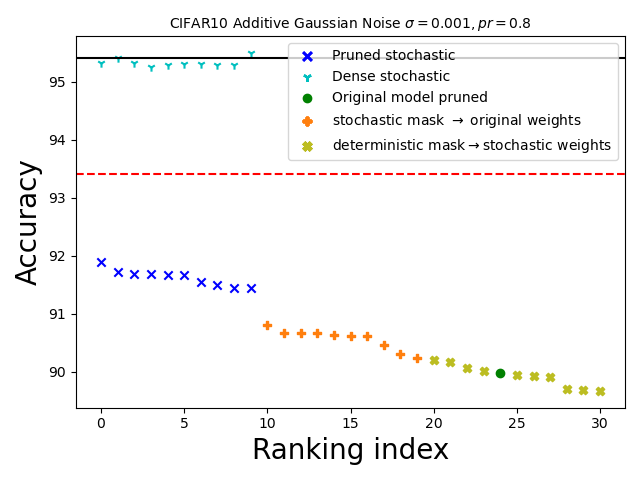 CIFAR10 Additive Gaussian Noise σ = 0.001, pr = 0.8
Pruned stochastic
Dense stochastic
Original model pruned
stochastic mask → original weights
deterministic mask→stochastic weights
Accuracy
95
94
93
92
91
90
0 5 10 15 20 25 30
Ranking index